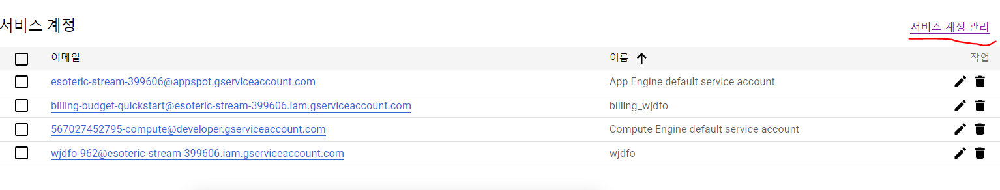 서비스 계정
서비스 계정 관리
이메일 이름 작업
esoteric-stream-399606@appspot.gserviceaccount.com App Engine default service account
billing-budget-quickstart@esoteric-stream-399606.iam.gserviceaccount.com billing_wjdfo
567027452795-compute@developer.gserviceaccount.com Compute Engine default service account
wjdfo-962@esoteric-stream-399606.iam.gserviceaccount.com wjdfo